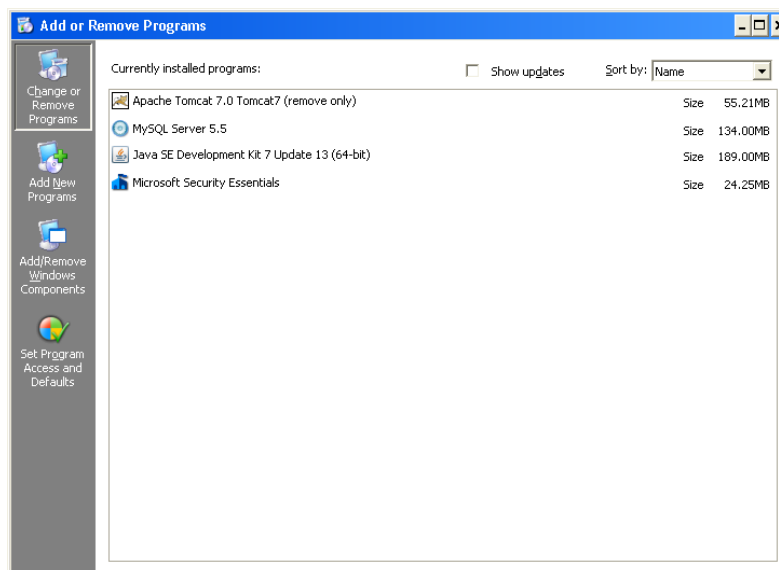 Add or Remove Programs
Change or
Remove
Programs
Add New
Programs
Add/Remove
Windows
Components
Set Program
Access and
Defaults
Currently installed programs:
Show updates
Sort by: Name
Apache Tomcat 7.0 Tomcat7 (remove only) Size 55.21MB
MySQL Server 5.5 Size 134.00MB
Java SE Development Kit 7 Update 13 (64-bit) Size 189.00MB
Microsoft Security Essentials Size 24.25MB